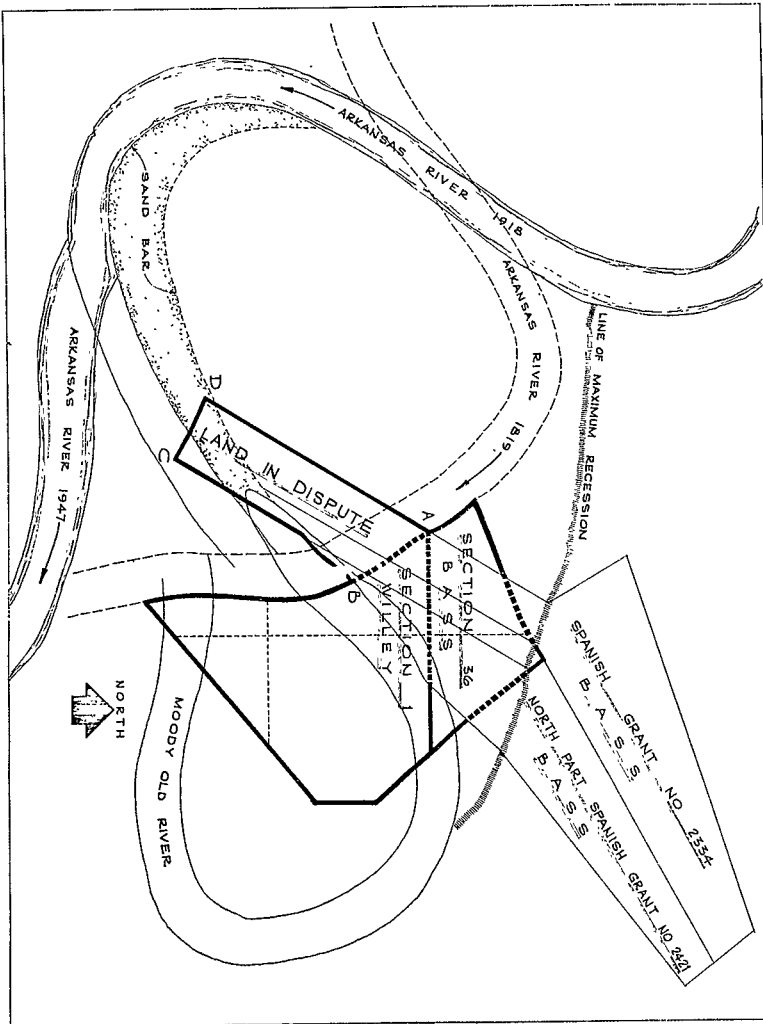 ARKANSAS RIVER 1918
ARKANSAS RIVER 1819
LINE OF MAXIMUM RECESSION
SAND BAR
D
C
LAND IN DISPUTE
A
B
SECTION 36
BASS
SECTION 1
WILLEY
SPANISH GRANT NO 2334
BASS
NORTH PART SPANISH GRANT NO 2421
BASS
ARKANSAS RIVER 1947
NORTH
MOODY OLD RIVER